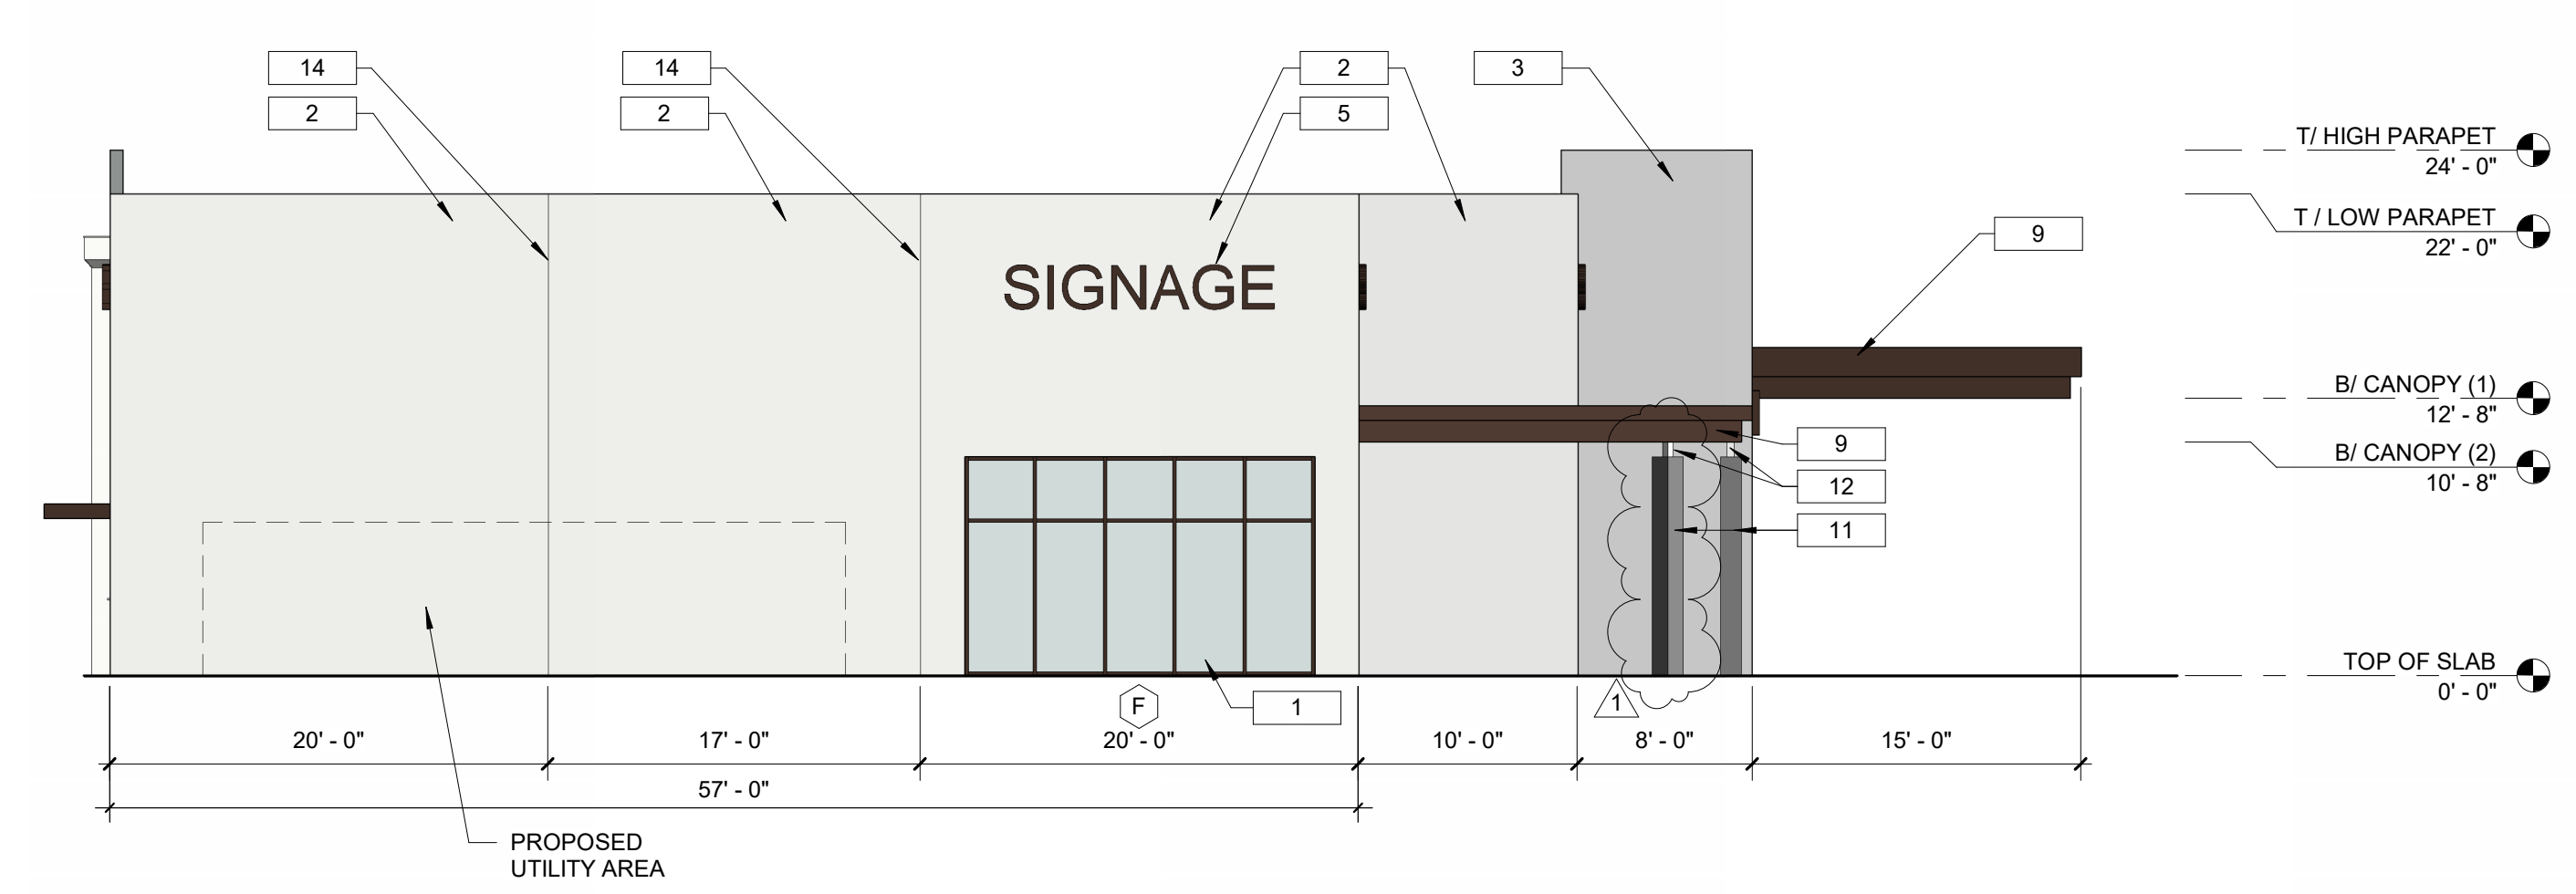 14
14
2
3
2
2
5
T/ HIGH PARAPET
24' - 0"
T / LOW PARAPET
22' - 0"
9
SIGNAGE
B/ CANOPY (1)
12' - 8"
9
B/ CANOPY (2)
10' - 8"
12
11
TOP OF SLAB
0' - 0"
F
1
1
20' - 0"
17' - 0"
20' - 0"
10' - 0"
8' - 0"
15' - 0"
57' - 0"
PROPOSED
UTILITY AREA